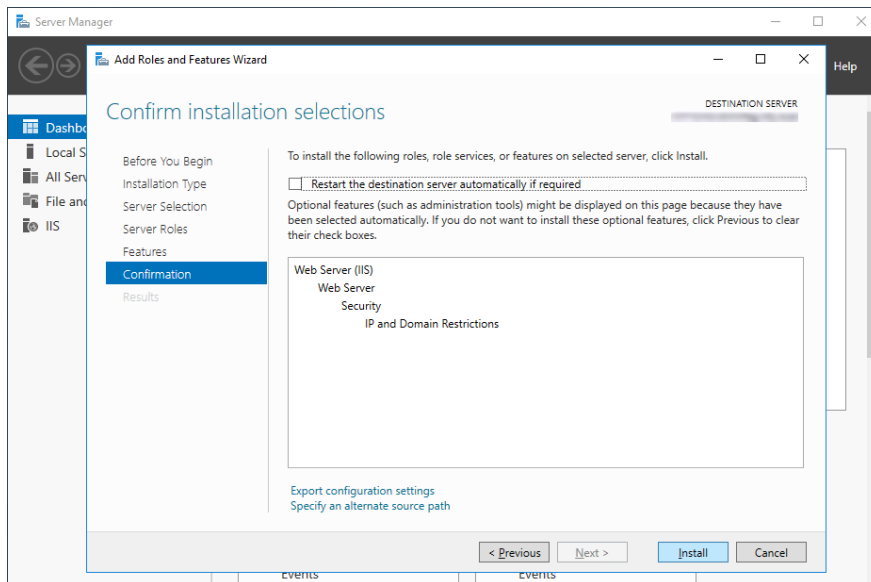 Server Manager
Help
Add Roles and Features Wizard
Confirm installation selections
DESTINATION SERVER
Dashbo
Local S
All Serv
File and
IIS
Before You Begin
Installation Type
Server Selection
Server Roles
Features
Confirmation
Results
To install the following roles, role services, or features on selected server, click Install.
Restart the destination server automatically if required
Optional features (such as administration tools) might be displayed on this page because they have
been selected automatically. If you do not want to install these optional features, click Previous to clear
their check boxes.
Web Server (IIS)
Web Server
Security
IP and Domain Restrictions
Export configuration settings
Specify an alternate source path
< Previous
Next >
Install
Cancel
Events
Events